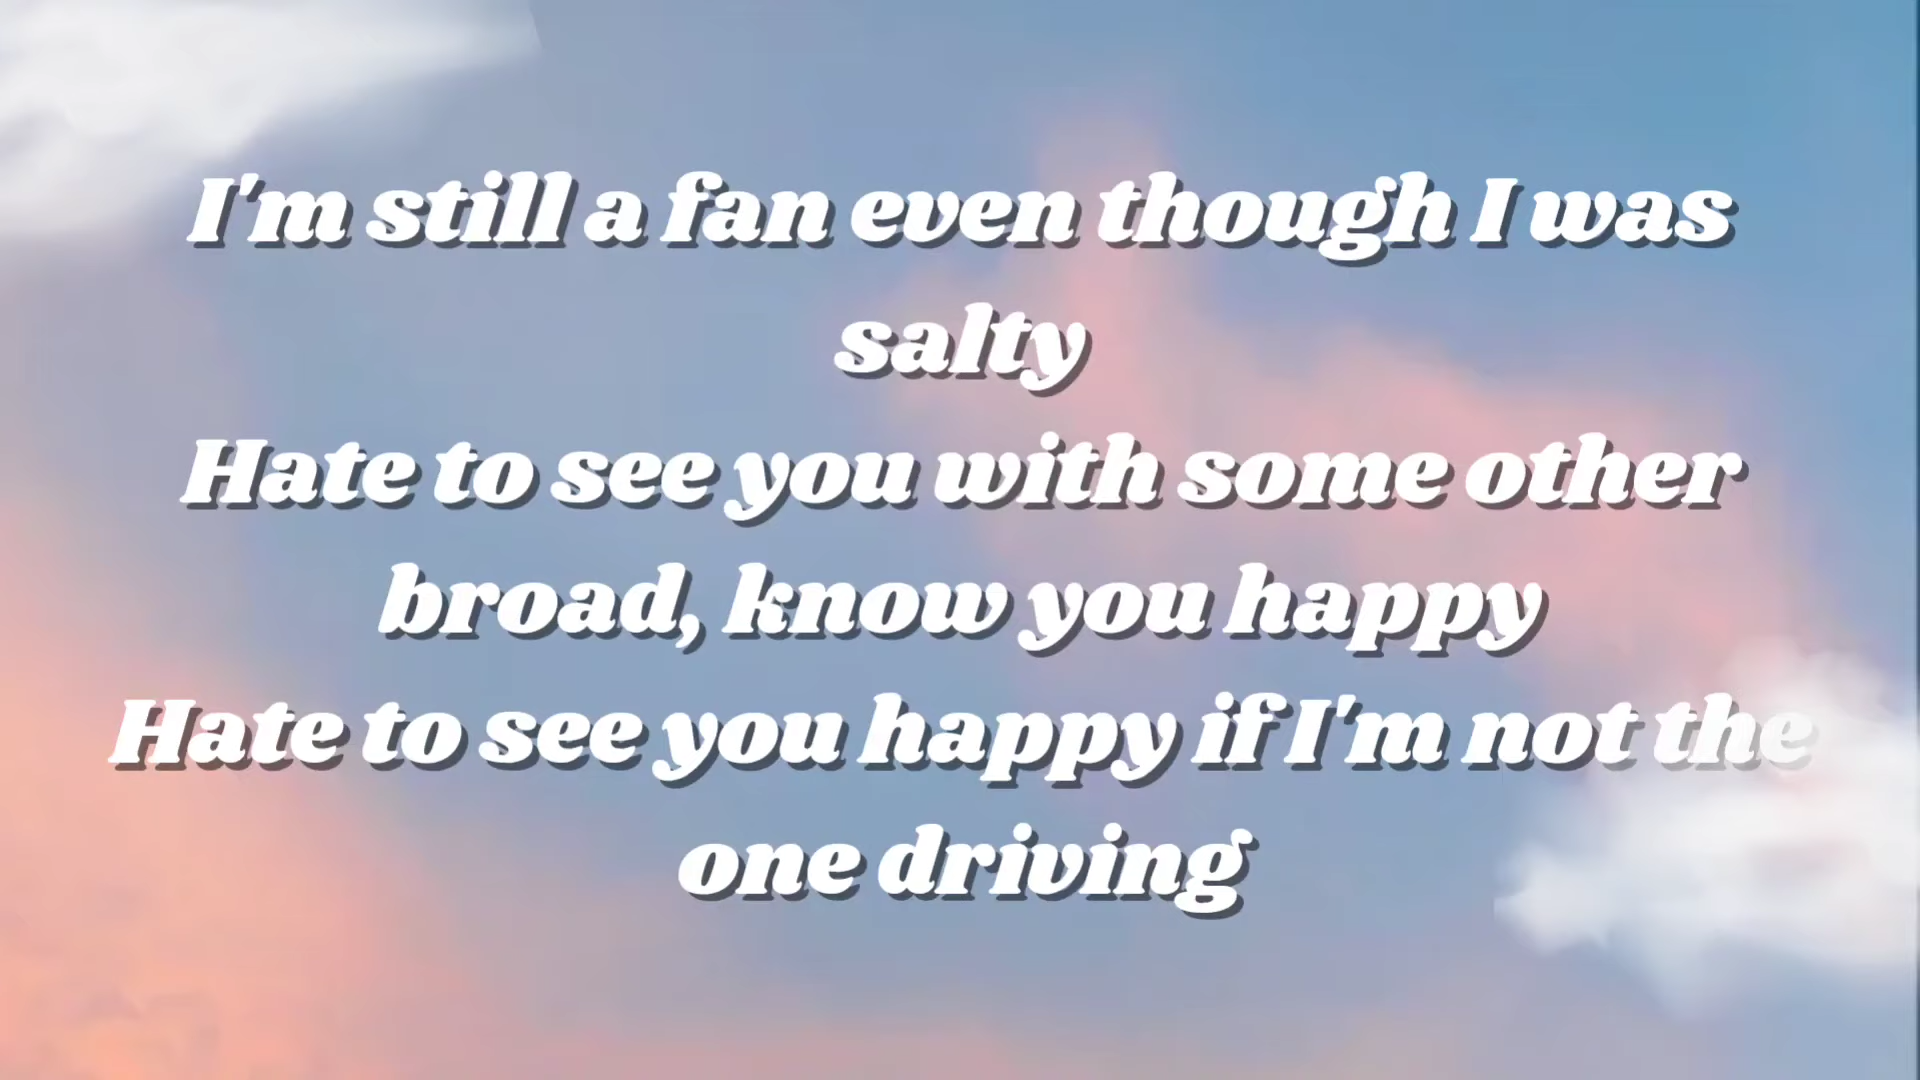 I'm still a fan even though I was
salty
Hate to see you with some other
broad, know you happy
Hate to see you happy if I'm not the
one driving